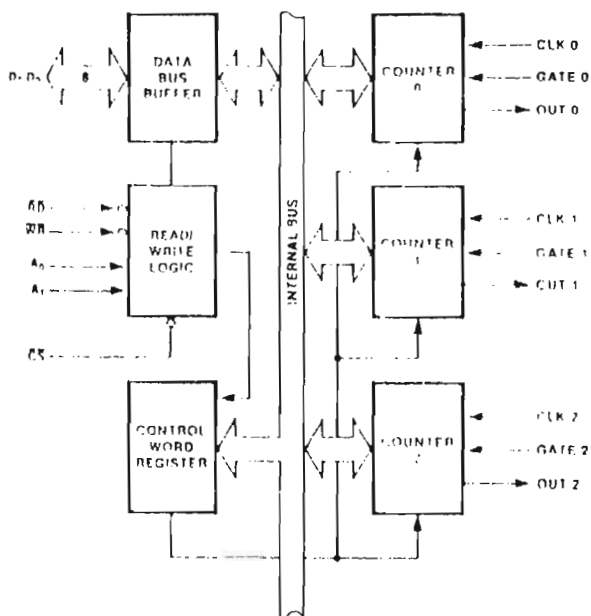 DATA
BUS
BUFFER
8
COUNTER
0
CLK 0
GATE 0
OUT 0
RD
WR
A0
A1
READ/
WRITE
LOGIC
CS
INTERNAL BUS
COUNTER
1
CLK 1
GATE 1
OUT 1
CONTROL
WORD
REGISTER
COUNTER
2
CLK 2
GATE 2
OUT 2